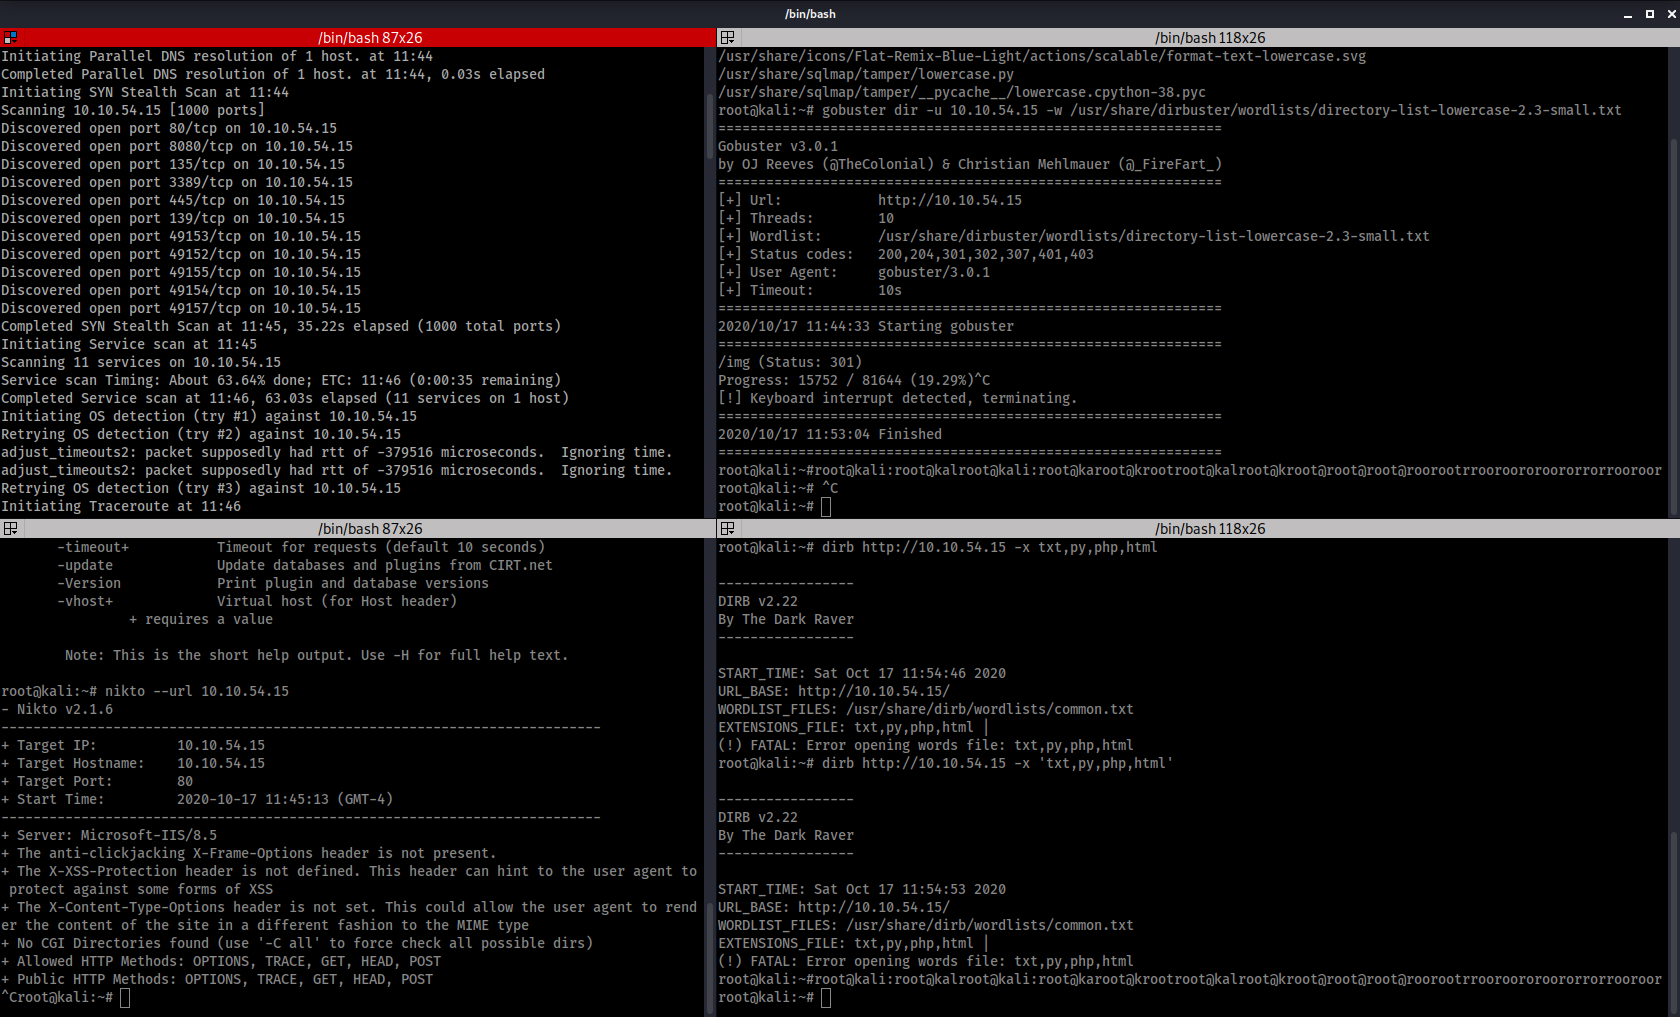 /bin/bash
/bin/bash 87x26
Initiating Parallel DNS resolution of 1 host. at 11:44
Completed Parallel DNS resolution of 1 host. at 11:44, 0.03s elapsed
Initiating SYN Stealth Scan at 11:44
Scanning 10.10.54.15 [1000 ports]
Discovered open port 80/tcp on 10.10.54.15
Discovered open port 8080/tcp on 10.10.54.15
Discovered open port 135/tcp on 10.10.54.15
Discovered open port 3389/tcp on 10.10.54.15
Discovered open port 445/tcp on 10.10.54.15
Discovered open port 139/tcp on 10.10.54.15
Discovered open port 49153/tcp on 10.10.54.15
Discovered open port 49152/tcp on 10.10.54.15
Discovered open port 49155/tcp on 10.10.54.15
Discovered open port 49154/tcp on 10.10.54.15
Discovered open port 49157/tcp on 10.10.54.15
Completed SYN Stealth Scan at 11:45, 35.22s elapsed (1000 total ports)
Initiating Service scan at 11:45
Scanning 11 services on 10.10.54.15
Service scan Timing: About 63.64% done; ETC: 11:46 (0:00:35 remaining)
Completed Service scan at 11:46, 63.03s elapsed (11 services on 1 host)
Initiating OS detection (try #1) against 10.10.54.15
Retrying OS detection (try #2) against 10.10.54.15
adjust_timeouts2: packet supposedly had rtt of -379516 microseconds.  Ignoring time.
adjust_timeouts2: packet supposedly had rtt of -379516 microseconds.  Ignoring time.
Retrying OS detection (try #3) against 10.10.54.15
Initiating Traceroute at 11:46
/bin/bash 118x26
/usr/share/icons/Flat-Remix-Blue-Light/actions/scalable/format-text-lowercase.svg
/usr/share/sqlmap/tamper/lowercase.py
/usr/share/sqlmap/tamper/__pycache__/lowercase.cpython-38.pyc
root@kali:~# gobuster dir -u 10.10.54.15 -w /usr/share/dirbuster/wordlists/directory-list-lowercase-2.3-small.txt
===============================================================
Gobuster v3.0.1
by OJ Reeves (@TheColonial) & Christian Mehlmauer (@_FireFart_)
===============================================================
[+] Url:            http://10.10.54.15
[+] Threads:        10
[+] Wordlist:       /usr/share/dirbuster/wordlists/directory-list-lowercase-2.3-small.txt
[+] Status codes:   200,204,301,302,307,401,403
[+] User Agent:     gobuster/3.0.1
[+] Timeout:        10s
===============================================================
2020/10/17 11:44:33 Starting gobuster
===============================================================
/img (Status: 301)
Progress: 15752 / 81644 (19.29%)^C
[!] Keyboard interrupt detected, terminating.
===============================================================
2020/10/17 11:53:04 Finished
===============================================================
root@kali:~#root@kali:root@kalroot@kali:root@karoot@krootroot@kalroot@kroot@root@root@roorootrrooroororoororrorrooroor
root@kali:~# ^C
root@kali:~#
/bin/bash 87x26
-timeout+           Timeout for requests (default 10 seconds)
-update             Update databases and plugins from CIRT.net
-Version            Print plugin and database versions
-vhost+             Virtual host (for Host header)
+ requires a value
Note: This is the short help output. Use -H for full help text.
root@kali:~# nikto --url 10.10.54.15
- Nikto v2.1.6
---------------------------------------------------------------------------
+ Target IP:          10.10.54.15
+ Target Hostname:    10.10.54.15
+ Target Port:        80
+ Start Time:         2020-10-17 11:45:13 (GMT-4)
---------------------------------------------------------------------------
+ Server: Microsoft-IIS/8.5
+ The anti-clickjacking X-Frame-Options header is not present.
+ The X-XSS-Protection header is not defined. This header can hint to the user agent to
protect against some forms of XSS
+ The X-Content-Type-Options header is not set. This could allow the user agent to rend
er the content of the site in a different fashion to the MIME type
+ No CGI Directories found (use '-C all' to force check all possible dirs)
+ Allowed HTTP Methods: OPTIONS, TRACE, GET, HEAD, POST
+ Public HTTP Methods: OPTIONS, TRACE, GET, HEAD, POST
^Croot@kali:~#
/bin/bash 118x26
root@kali:~# dirb http://10.10.54.15 -x txt,py,php,html
-----------------
DIRB v2.22
By The Dark Raver
-----------------
START_TIME: Sat Oct 17 11:54:46 2020
URL_BASE: http://10.10.54.15/
WORDLIST_FILES: /usr/share/dirb/wordlists/common.txt
EXTENSIONS_FILE: txt,py,php,html |
(!) FATAL: Error opening words file: txt,py,php,html
root@kali:~# dirb http://10.10.54.15 -x 'txt,py,php,html'
-----------------
DIRB v2.22
By The Dark Raver
-----------------
START_TIME: Sat Oct 17 11:54:53 2020
URL_BASE: http://10.10.54.15/
WORDLIST_FILES: /usr/share/dirb/wordlists/common.txt
EXTENSIONS_FILE: txt,py,php,html |
(!) FATAL: Error opening words file: txt,py,php,html
root@kali:~#root@kali:root@kalroot@kali:root@karoot@krootroot@kalroot@kroot@root@root@roorootrrooroororoororrorrooroor
root@kali:~#